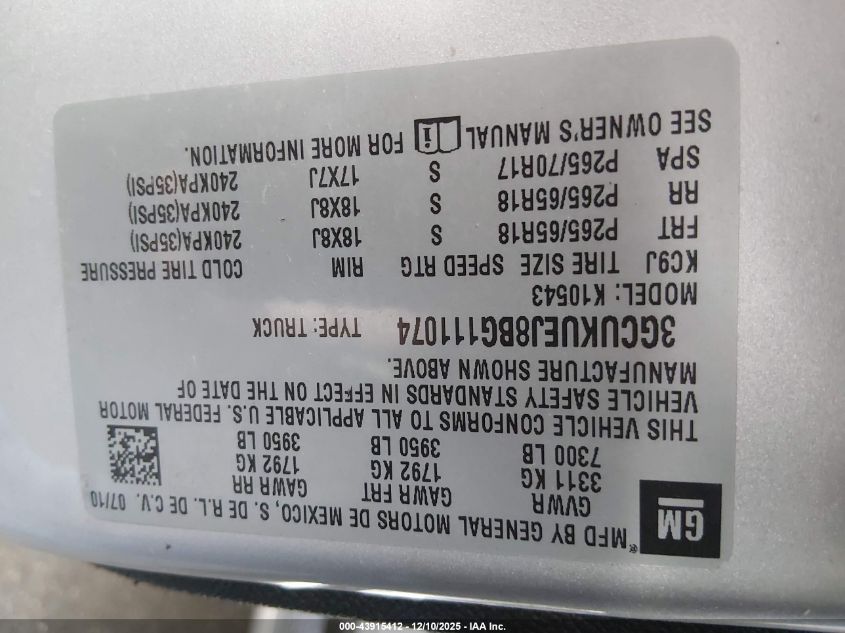 GM
MFD BY GENERAL MOTORS DE MEXICO, S. DE R.L. DE C.V. 07/10
GVWR GAWR FRT GAWR RR
3311 KG 1792 KG 1792 KG
7300 LB 3950 LB 3950 LB
THIS VEHICLE CONFORMS TO ALL APPLICABLE U.S. FEDERAL MOTOR
VEHICLE SAFETY STANDARDS IN EFFECT ON THE DATE OF
MANUFACTURE SHOWN ABOVE.
3GCUKUEJ8BG111074 TYPE: TRUCK
MODEL: K10543
KC9J TIRE SIZE SPEED RTG RIM COLD TIRE PRESSURE
FRT P265/65R18 S 18X8J 240KPA(35PSI)
RR P265/65R18 S 18X8J 240KPA(35PSI)
SPA P265/70R17 S 17X7J 240KPA(35PSI)
SEE OWNER'S MANUAL i FOR MORE INFORMATION.
000-43915412 - 12/10/2025 - IAA Inc.